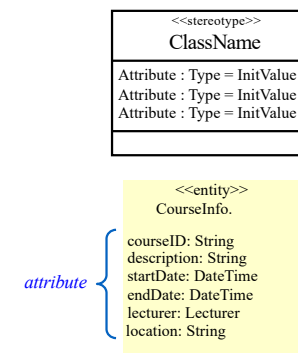 <<stereotype>>
ClassName
Attribute : Type = InitValue
Attribute : Type = InitValue
Attribute : Type = InitValue
<<entity>>
CourseInfo.
courseID: String
description: String
startDate: DateTime
endDate: DateTime
lecturer: Lecturer
location: String
attribute